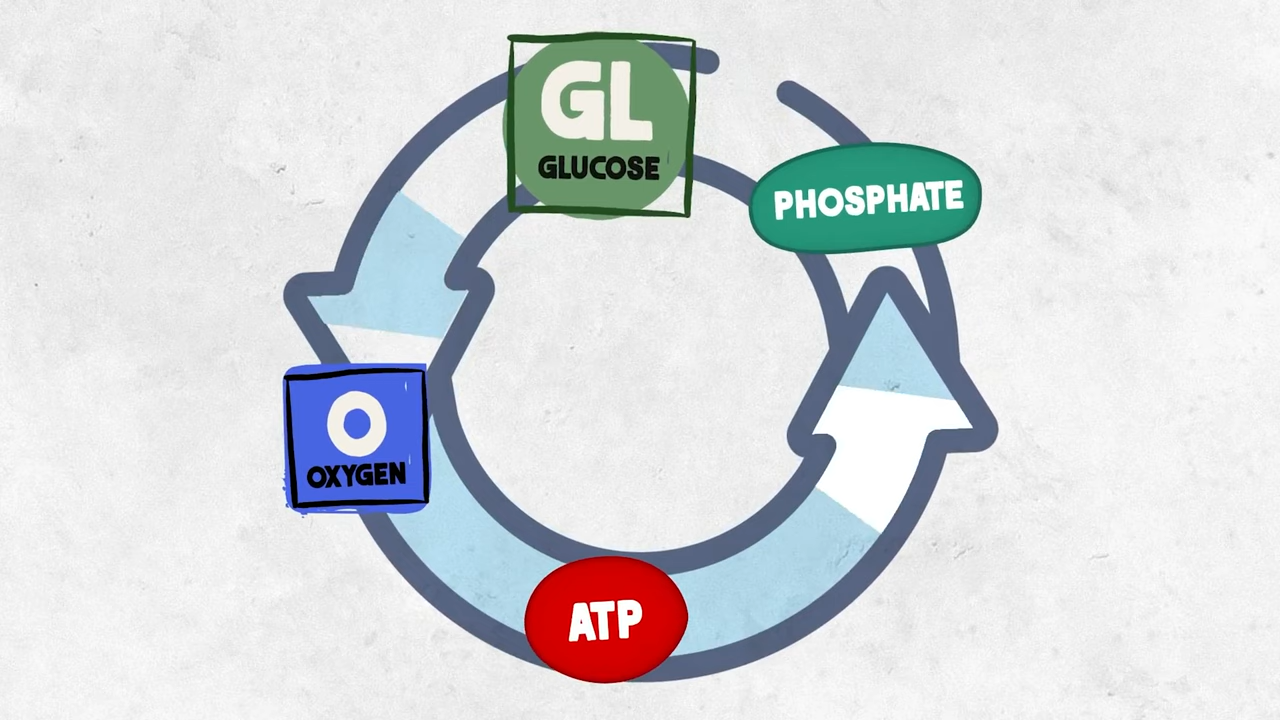 GL
GLUCOSE
PHOSPHATE
O
OXYGEN
ATP